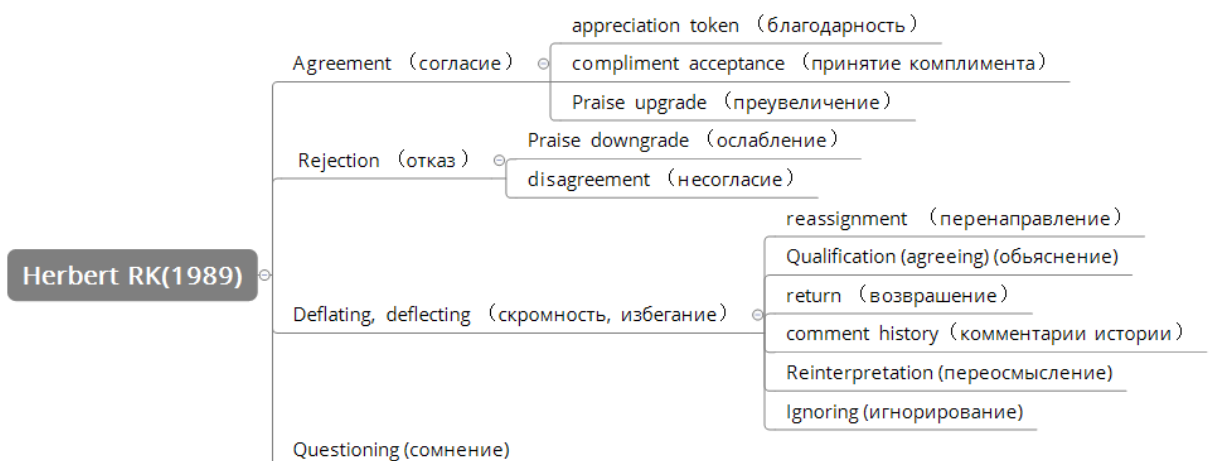 appreciation token （благодарность）
Agreement （согласие）
compliment acceptance （принятие комплимента）
Praise upgrade （преувеличение）
Praise downgrade （ослабление）
Rejection （отказ）
disagreement （несогласие）
reassignment （перенаправление）
Qualification (agreeing) (обьяснение)
Herbert RK(1989)
return （возврашение）
Deflating, deflecting （скромность, избегание）
comment history（комментарии истории）
Reinterpretation (переосмысление)
Ignoring (игнорирование)
Questioning (сомнение)